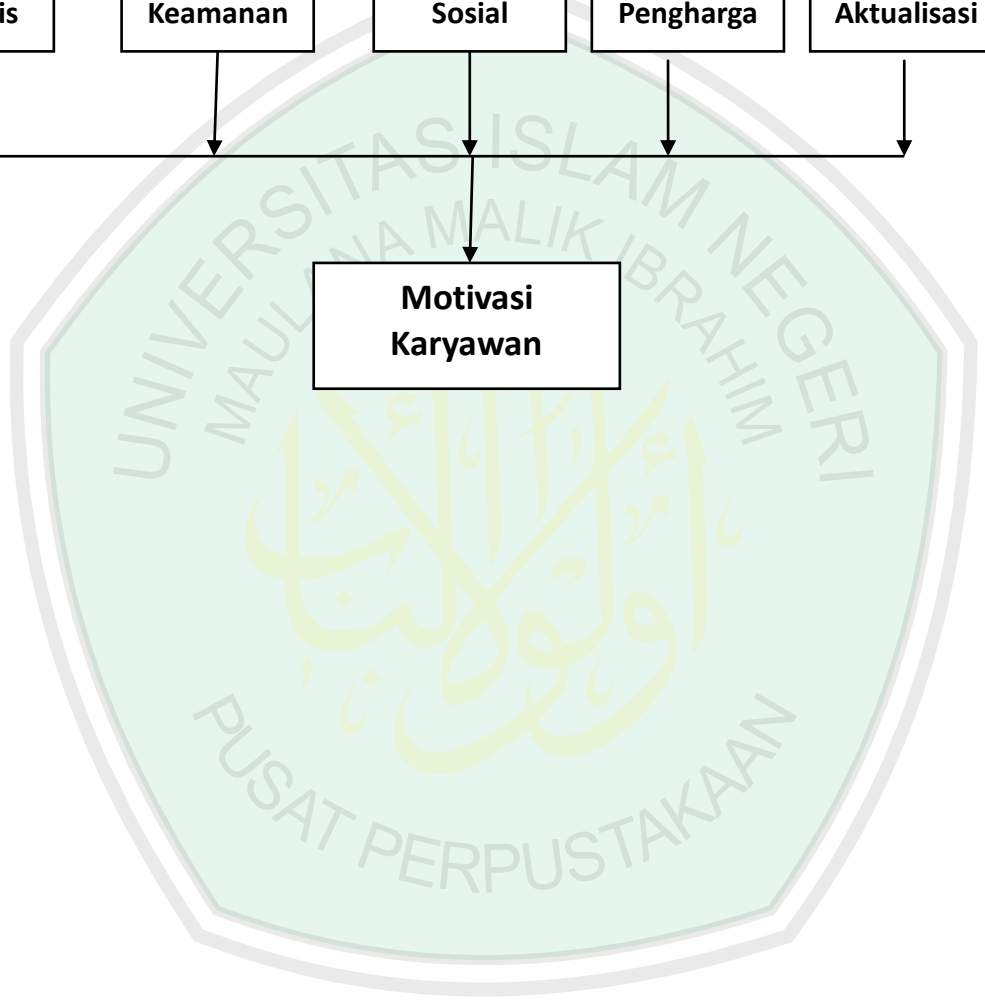 is
Keamanan
Sosial
Pengharga
Aktualisasi
Motivasi
Karyawan
UNIVERSITAS ISLAM NEGERI
MAULANA MALIK IBRAHIM
PUSAT PERPUSTAKAAN